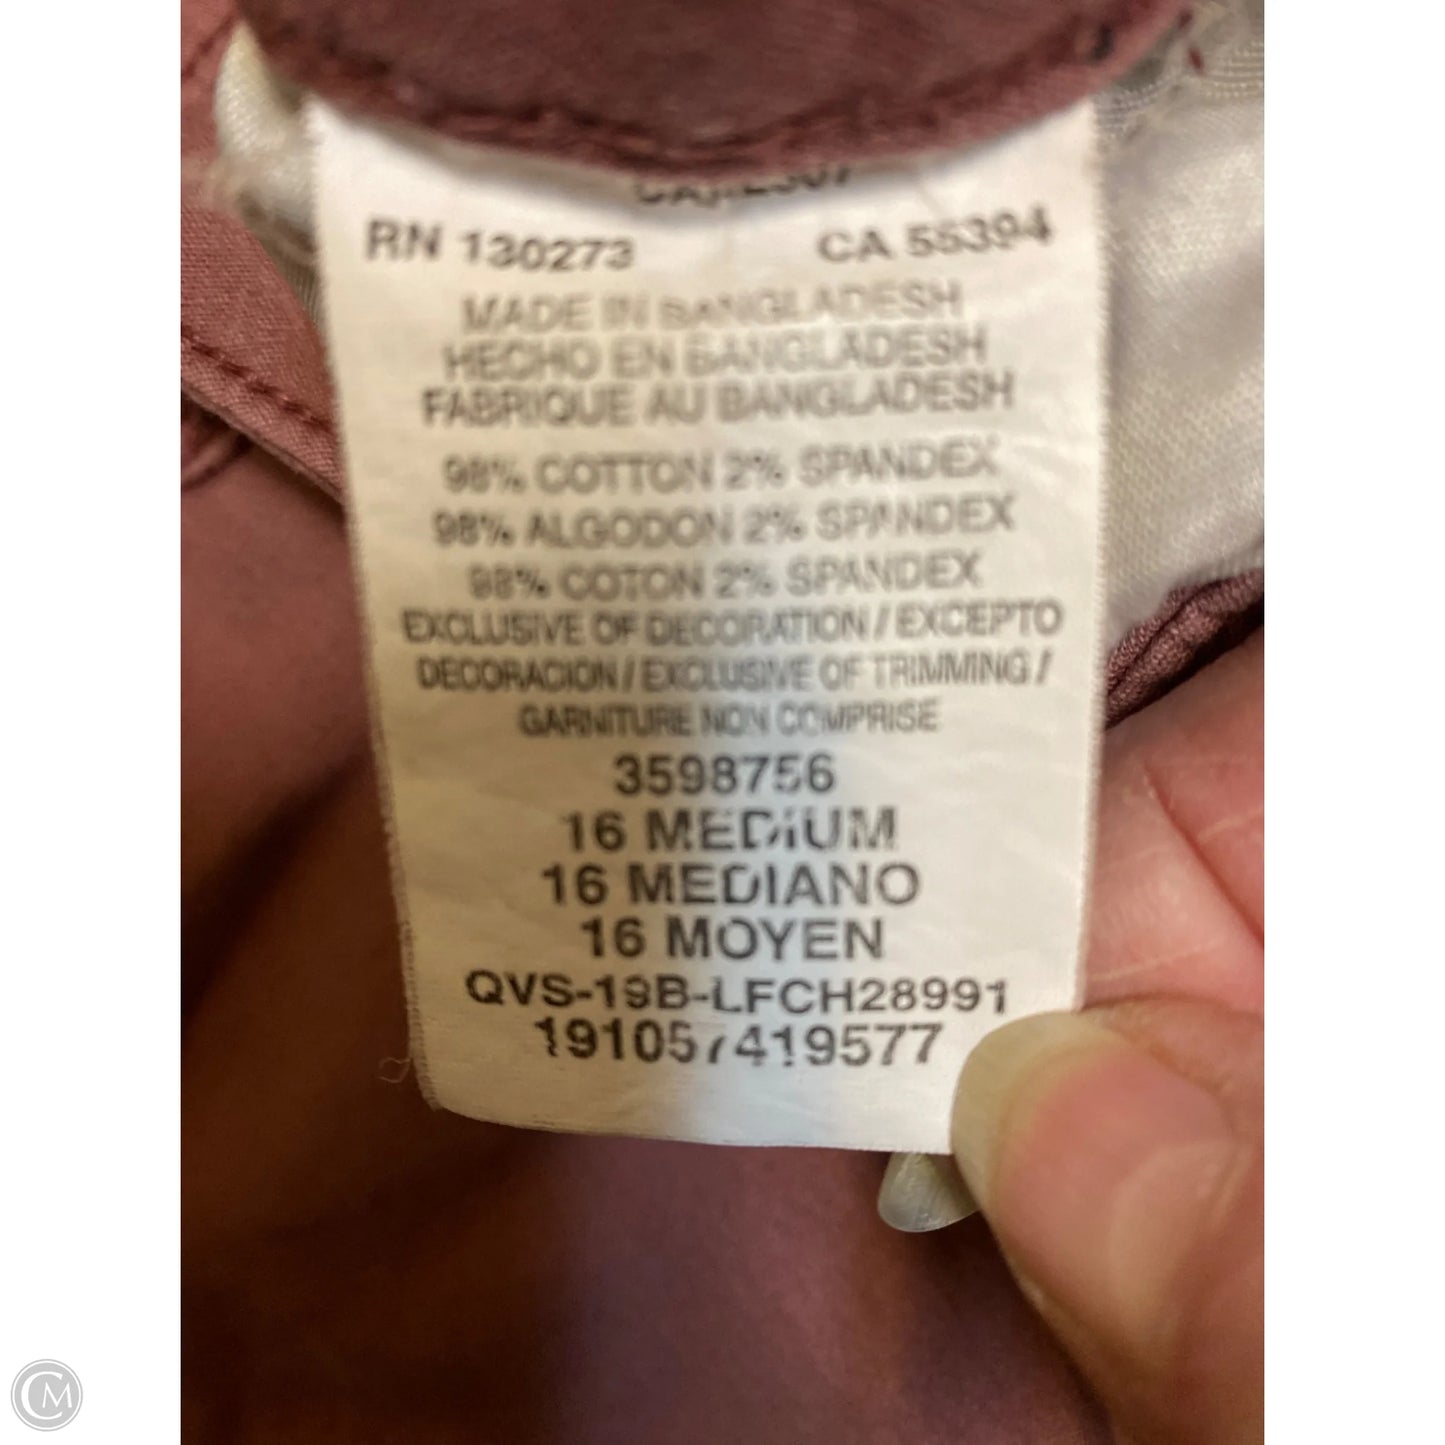 RN 130273 CA 55394
MADE IN BANGLADESH
HECHO EN BANGLADESH
FABRIQUE AU BANGLADESH
98% COTTON 2% SPANDEX
98% ALGODON 2% SPANDEX
98% COTON 2% SPANDEX
EXCLUSIVE OF DECORATION / EXCEPTO
DECORACION / EXCLUSIVE OF TRIMMING /
GARNITURE NON COMPRISE
3598756
16 MEDIUM
16 MEDIANO
16 MOYEN
QVS-19B-LFCH28991
191057419577
CM